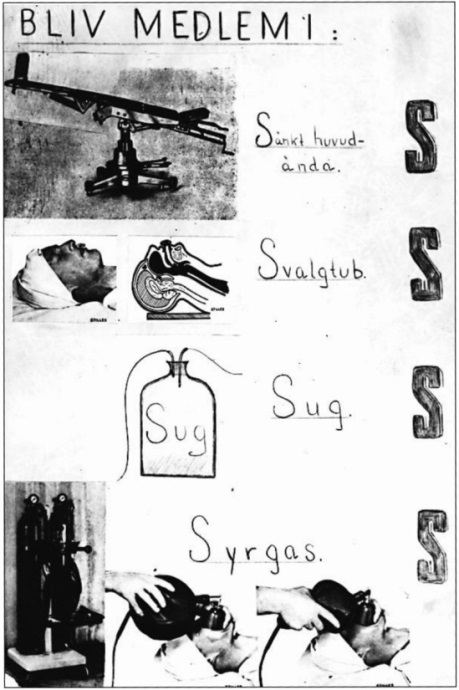 BLIV MEDLEM I:
Sänkt huvud-
ända.
S
Svalgtub.
S
Sug
Sug.
S
Syrgas.
S